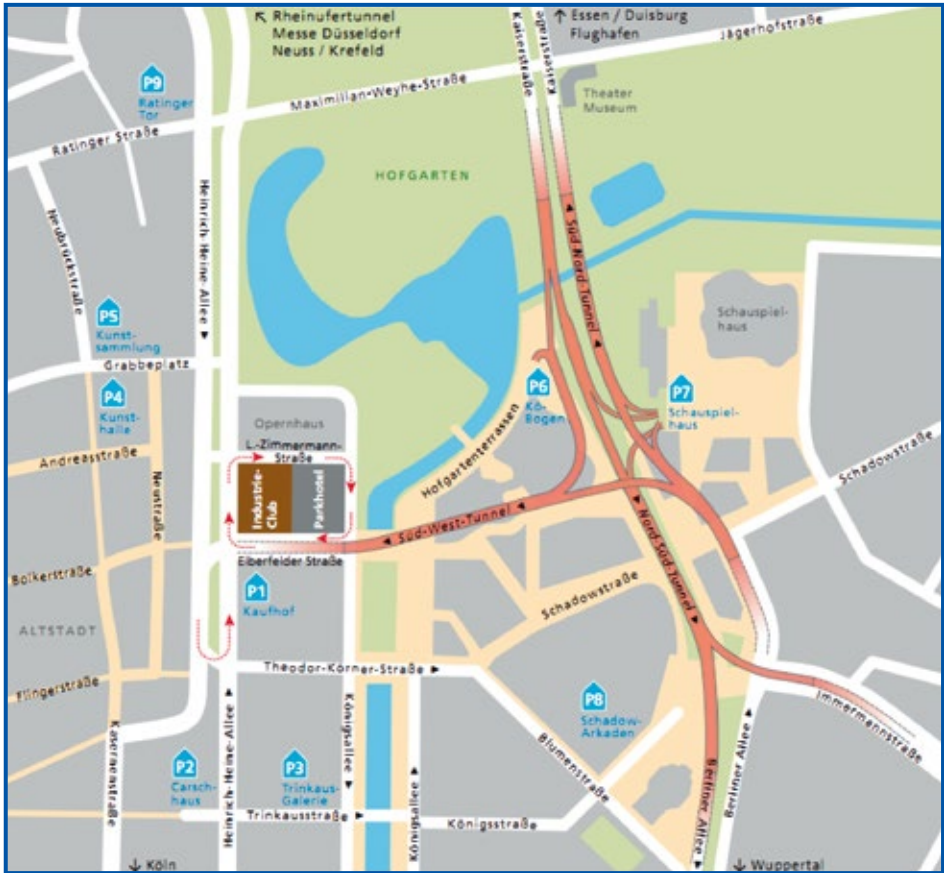 ↖ Rheinufertunnel
Messe Düsseldorf
Neuss / Krefeld
Kaiserstraße
Kaiserstraße
↑ Essen / Duisburg
Flughafen
Jägerhofstraße
P9
Ratinger
Tor
Maximilian-Weyhe-Straße
Theater
Museum
Ratinger Straße
HOFGARTEN
Heinrich-Heine-Allee
Neubrückstraße
Süd-Nord-Tunnel
P5
Kunst-
sammlung
Schauspiel-
haus
Grabbeplatz
P4
Kunst-
halle
P6
Kö-
Bogen
P7
Schauspiel-
haus
Opernhaus
L.-Zimmermann-
Straße
Hofgartenterrassen
Andreasstraße
Neustraße
Schadowstraße
Industrie-
Club
Parkhotel
Süd-West-Tunnel
Nord-Süd-Tunnel
Elberfelder Straße
Bolkerstraße
P1
Kaufhof
Schadowstraße
ALTSTADT
Theodor-Körner-Straße
Flingerstraße
P8
Schadow-
Arkaden
Immermannstraße
Kasernenstraße
Heinrich-Heine-Allee
Königsallee
Königsallee
Blumenstraße
Berliner Allee
Berliner Allee
P2
Carsch-
haus
P3
Trinkaus-
Galerie
Trinkausstraße
Königsstraße
↓ Köln
↓ Wuppertal